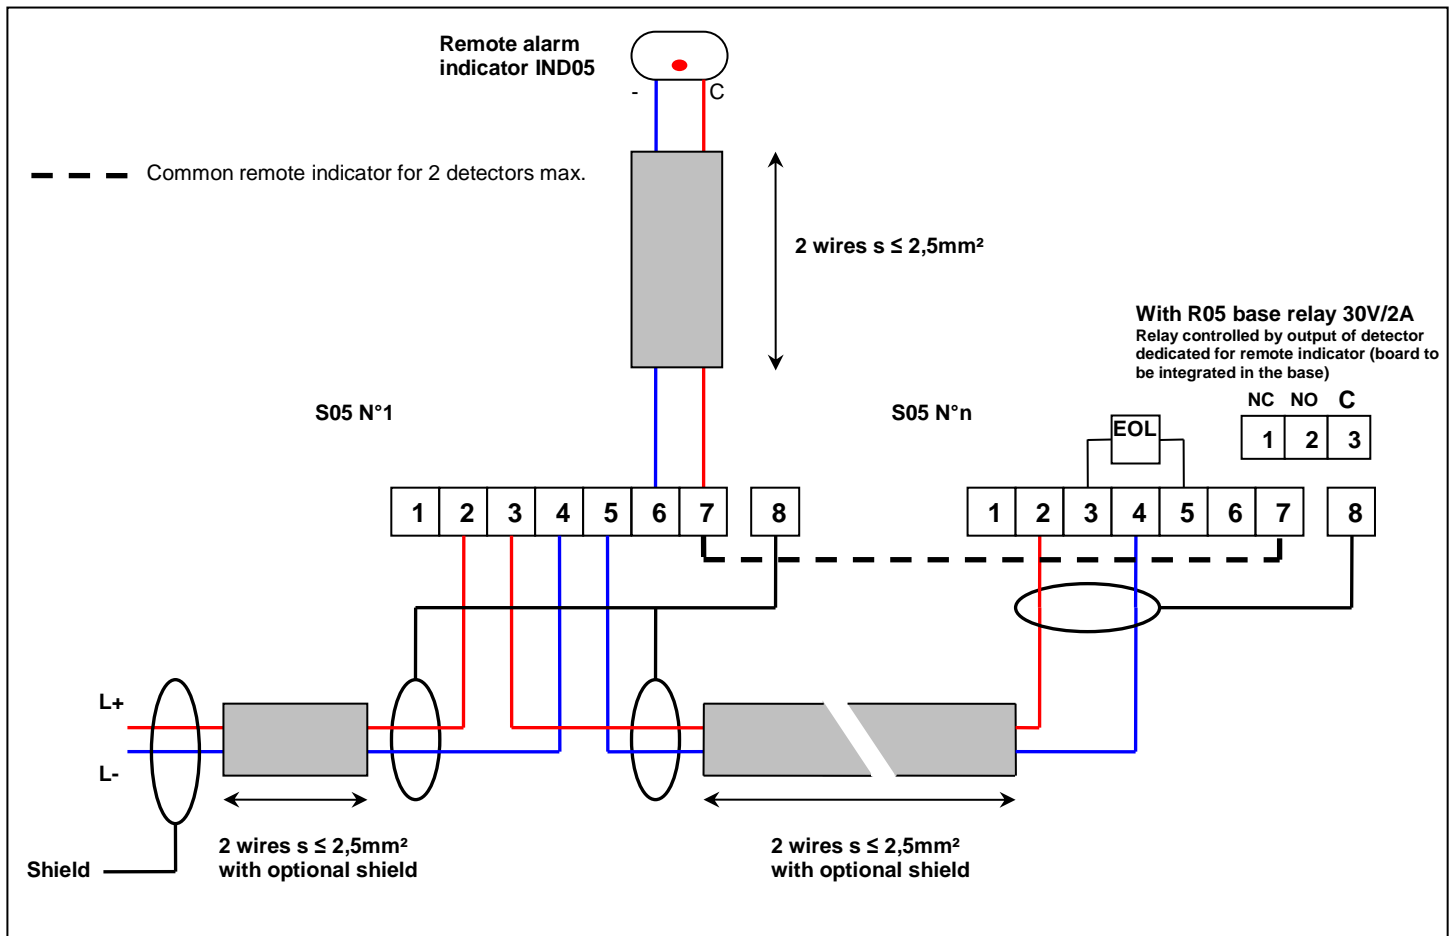 Remote alarm
indicator IND05
- C
Common remote indicator for 2 detectors max.
2 wires s ≤ 2,5mm²
With R05 base relay 30V/2A
Relay controlled by output of detector
dedicated for remote indicator (board to
be integrated in the base)
NC NO C
1 2 3
S05 N°1
S05 N°n
EOL
1 2 3 4 5 6 7 8
1 2 3 4 5 6 7 8
L+
L-
Shield
2 wires s ≤ 2,5mm²
with optional shield
2 wires s ≤ 2,5mm²
with optional shield